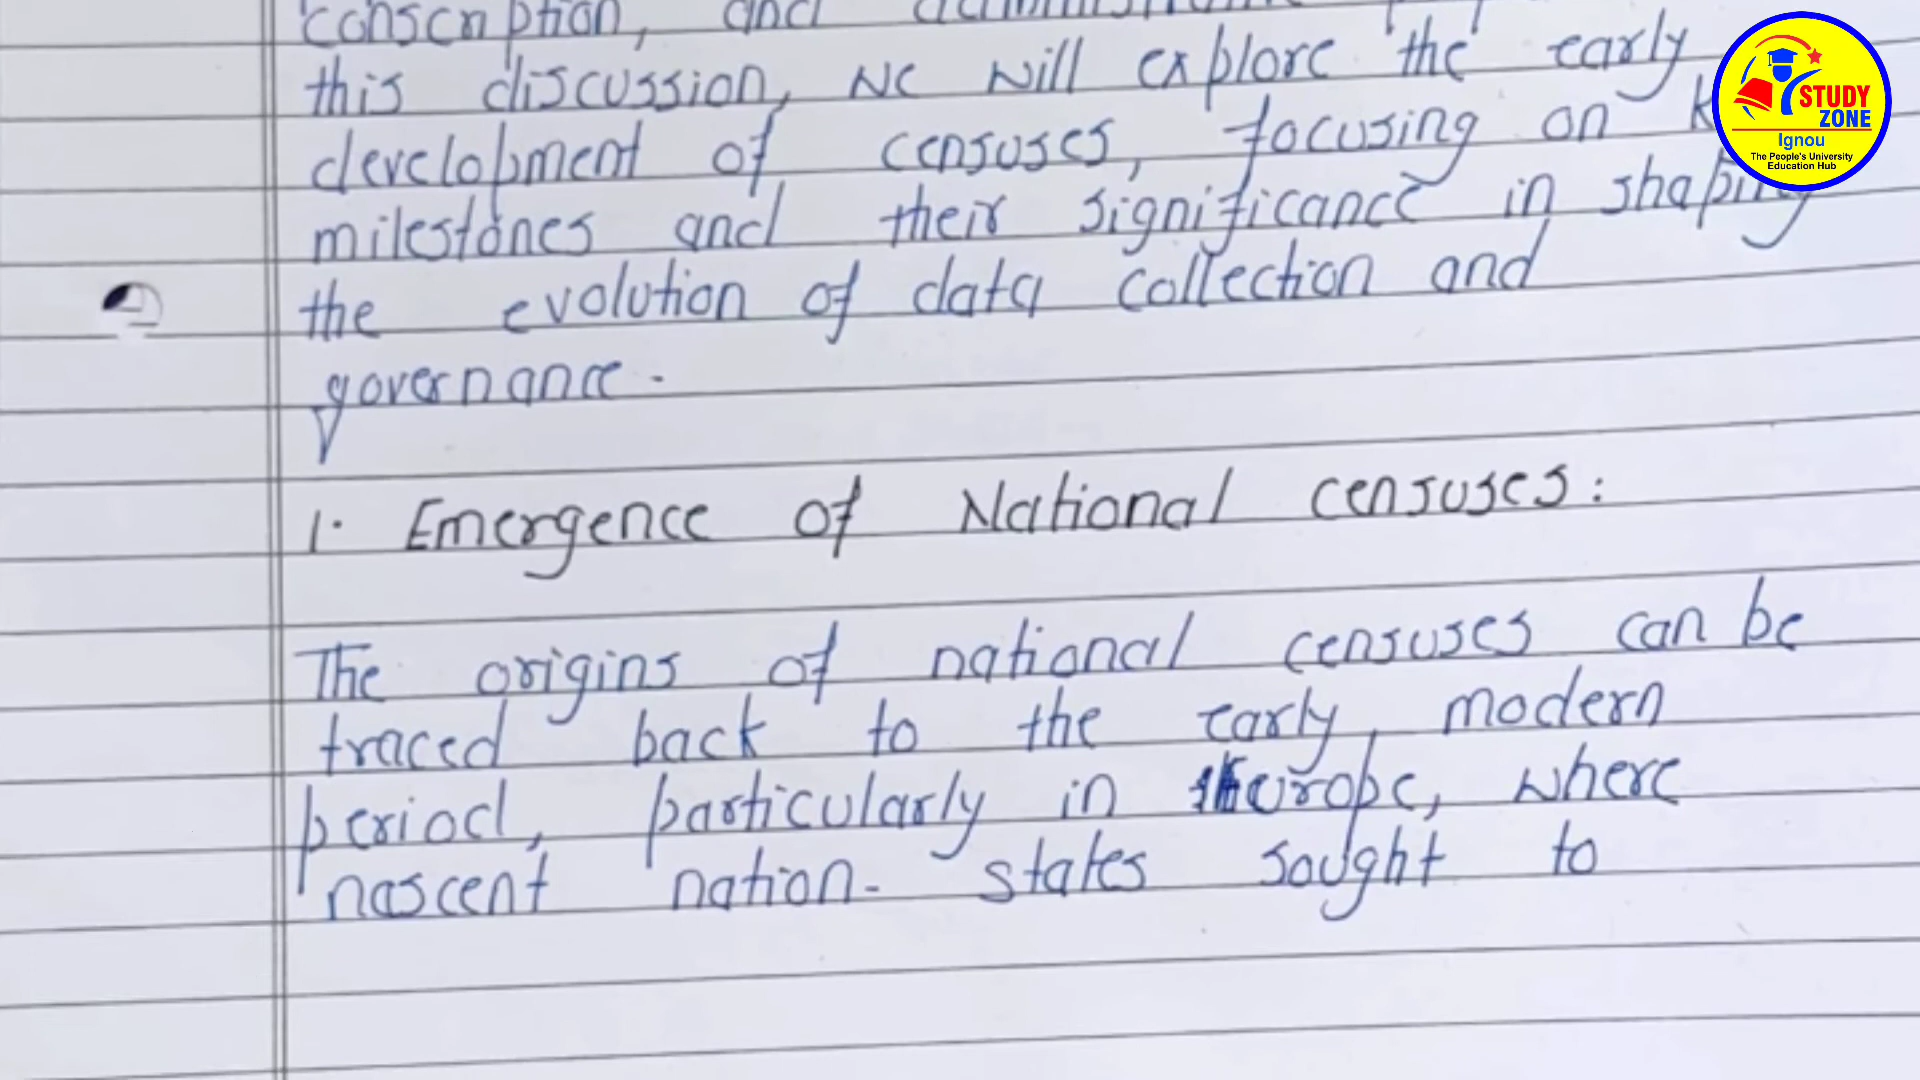 conscription, and
this discussion, we will explore the early
development of censuses, focusing on
milestones and their significance in shaping
the evolution of data collection and
governance.
1. Emergence of National censuses:
The origins of national censuses can be
traced back to the early modern
period, particularly in Europe, where
nascent nation-states sought to
STUDY
ZONE
Ignou
The People's University
Education Hub